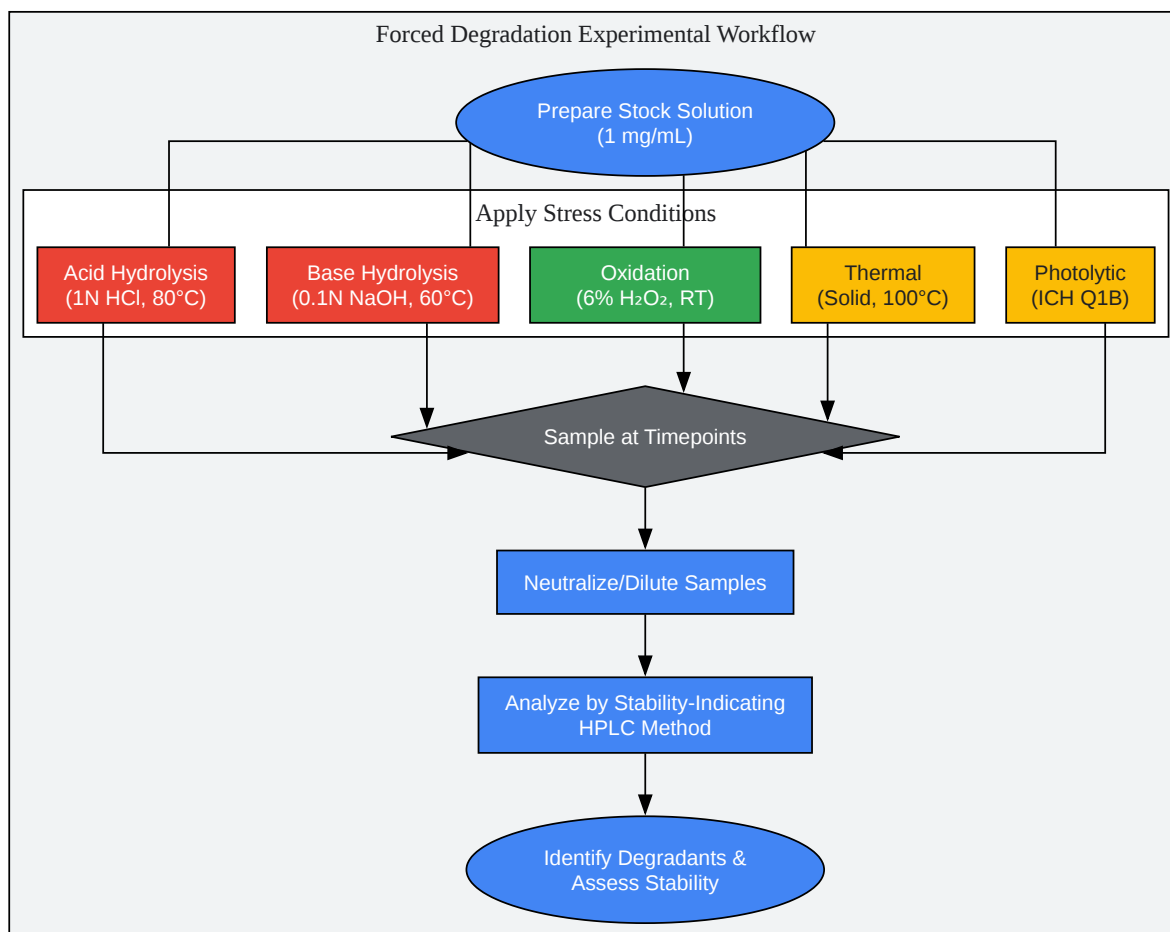 Forced Degradation Experimental Workflow
Prepare Stock Solution
(1 mg/mL)
Apply Stress Conditions
Acid Hydrolysis
(1N HCl, 80°C)
Base Hydrolysis
(0.1N NaOH, 60°C)
Oxidation
(6% H₂O₂, RT)
Thermal
(Solid, 100°C)
Photolytic
(ICH Q1B)
Sample at Timepoints
Neutralize/Dilute Samples
Analyze by Stability-Indicating
HPLC Method
Identify Degradants &
Assess Stability